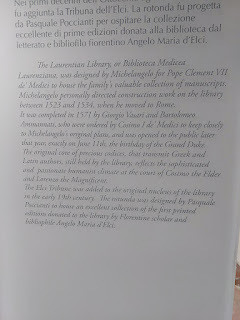 Nei primi decenni dell'
fu aggiunta la Tribuna dell'Elci. La rotonda fu progetta
da Pasquale Poccianti per ospitare la collezione
eccellente di prime edizioni donata alla biblioteca dal
letterato e bibliofilo fiorentino Angelo Maria d'Elci.
The Laurentian Library, or Biblioteca Medicea
Laurenziana, was designed by Michelangelo for Pope Clement VII
de' Medici to honor the family's valuable collection of manuscripts.
Michelangelo personally directed construction work on the library
between 1523 and 1534, when he moved to Rome.
It was completed in 1571 by Giorgio Vasari and Bartolomeo
Ammannati, who were ordered by Cosimo I de' Medici to keep closely
to Michelangelo's original plans, and was opened to the public later
that year, exactly on June 11th, the birthday of the Grand Duke.
The original core of precious codices, that transmit Greek and
Latin authors, still held by the library, reflects the sophisticated
and passionate humanist climate at the courts of Cosimo the Elder
and Lorenzo the Magnificent.
The Elci Tribune was added to the original nucleus of the library
in the early 19th century. The rotunda was designed by Pasquale
Poccianti to honor an excellent collection of the first printed
editions donated to the library by Florentine scholar and
bibliophile Angelo Maria d'Elci.